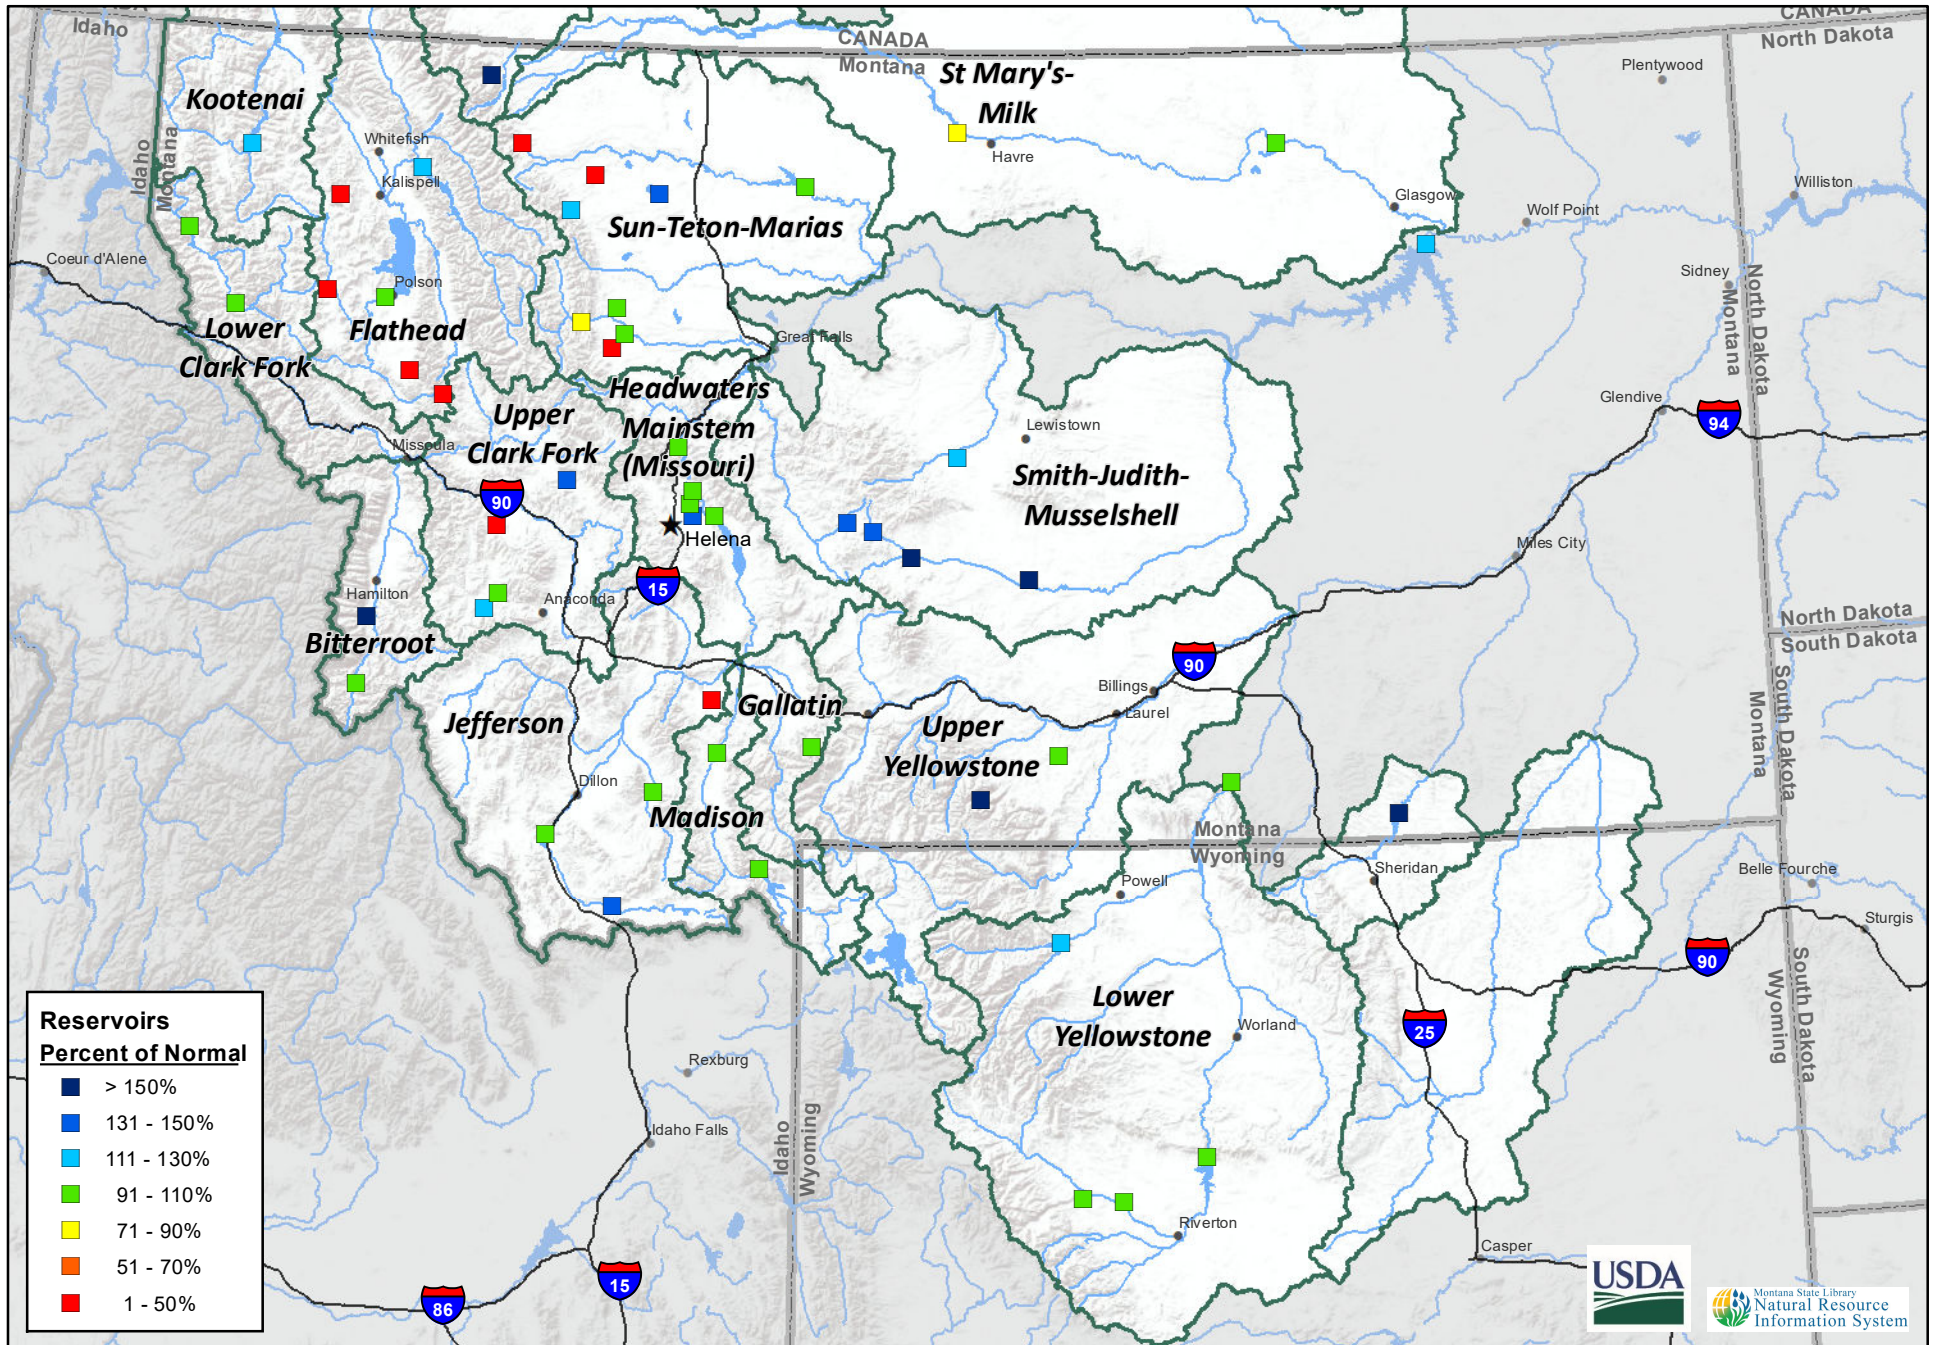 CANADA
Idaho
CANADA
Montana
CANADA
North Dakota
St Mary's-
Milk
Plentywood
Kootenai
Whitefish
Havre
Idaho
Montana
Kalispell
Glasgow
Williston
Wolf Point
Sun-Teton-Marias
Coeur d'Alene
Polson
Sidney
North Dakota
Montana
Lower
Clark Fork
Flathead
Great Falls
Headwaters
Mainstem
(Missouri)
Upper
Clark Fork
Glendive
94
Lewistown
Missoula
Smith-Judith-
Musselshell
90
Helena
Miles City
15
Hamilton
Anaconda
North Dakota
South Dakota
Bitterroot
90
Billings
Laurel
Jefferson
Gallatin
Upper
Yellowstone
South Dakota
Montana
Dillon
Madison
Montana
Wyoming
Powell
Sheridan
Belle Fourche
Sturgis
90
Lower
Yellowstone
Worland
25
South Dakota
Wyoming
Rexburg
Idaho Falls
Idaho
Wyoming
Riverton
Casper
86
15
Reservoirs
Percent of Normal
> 150%
131 - 150%
111 - 130%
91 - 110%
71 - 90%
51 - 70%
1 - 50%
USDA
Montana State Library
Natural Resource
Information System